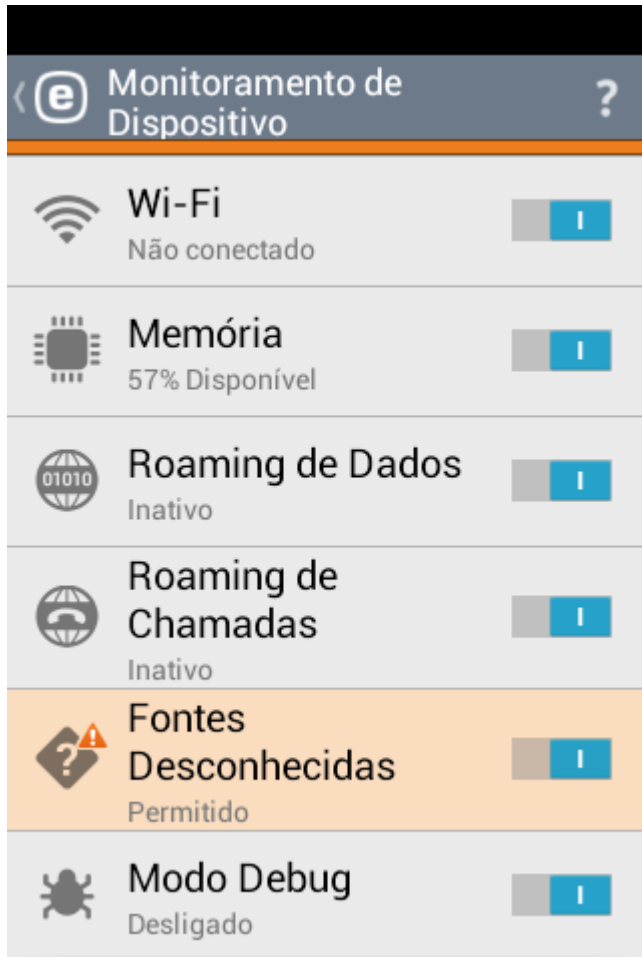 e
Monitoramento de
Dispositivo
?
Wi-Fi
Não conectado
Memória
57% Disponível
01010
Roaming de Dados
Inativo
Roaming de
Chamadas
Inativo
Fontes
Desconhecidas
Permitido
Modo Debug
Desligado